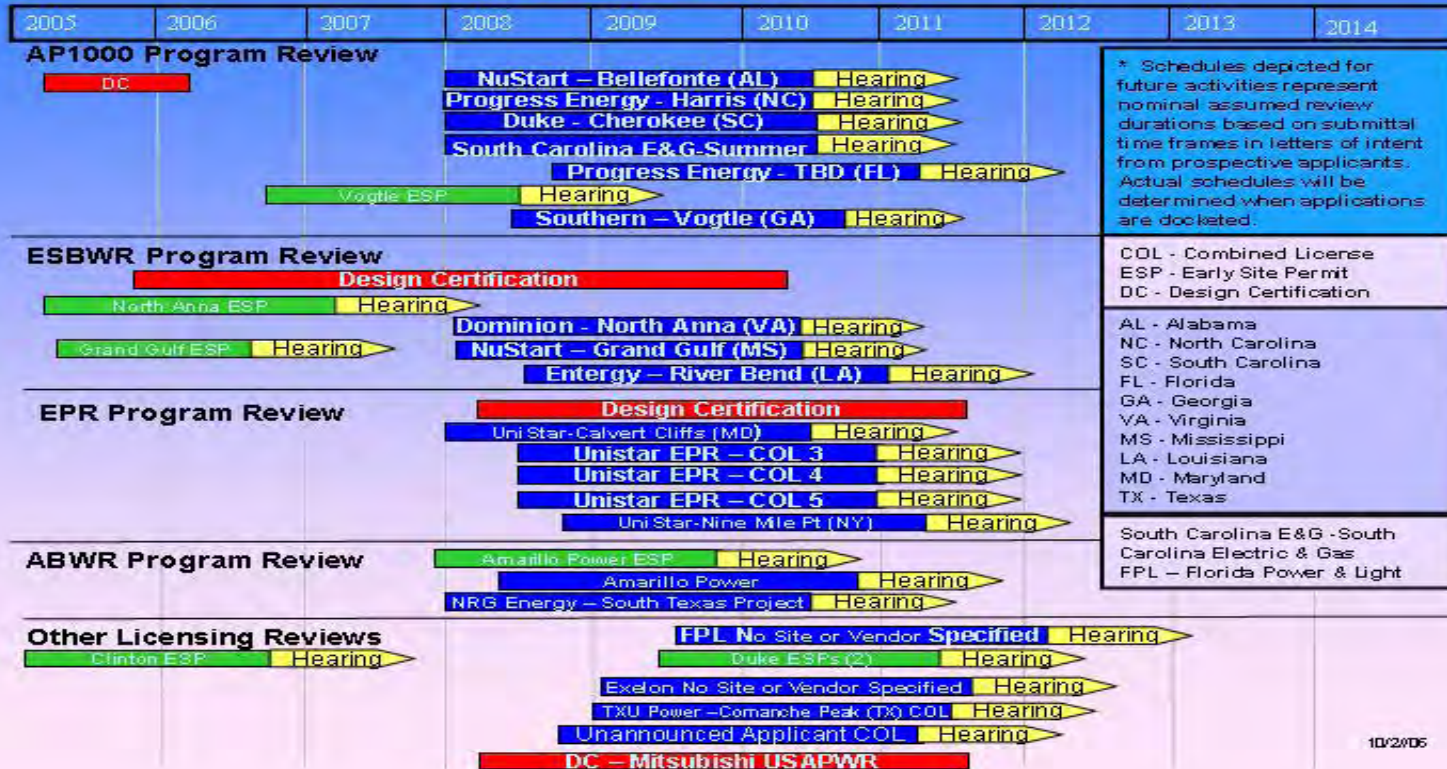 2005 2006 2007 2008 2009 2010 2011 2012 2013 2014
AP1000 Program Review
DC
NuStart – Bellefonte (AL) Hearing
Progress Energy - Harris (NC) Hearing
Duke - Cherokee (SC) Hearing
South Carolina E&G-Summer Hearing
Progress Energy - TBD (FL) Hearing
Vogtle ESP Hearing
Southern – Vogtle (GA) Hearing
ESBWR Program Review
Design Certification
North Anna ESP Hearing
Dominion - North Anna (VA) Hearing
Grand Gulf ESP Hearing
NuStart – Grand Gulf (MS) Hearing
Entergy – River Bend (LA) Hearing
EPR Program Review
Design Certification
UniStar-Calvert Cliffs (MD) Hearing
Unistar EPR – COL 3 Hearing
Unistar EPR – COL 4 Hearing
Unistar EPR – COL 5 Hearing
UniStar-Nine Mile Pt (NY) Hearing
ABWR Program Review
Amarillo Power ESP Hearing
Amarillo Power Hearing
NRG Energy – South Texas Project Hearing
Other Licensing Reviews
FPL No Site or Vendor Specified Hearing
Clinton ESP Hearing
Duke ESPs (2) Hearing
Exelon No Site or Vendor Specified Hearing
TXU Power –Comanche Peak (TX) COL Hearing
Unannounced Applicant COL Hearing
DC – Mitsubishi USAPWR
* Schedules depicted for
future activities represent
nominal assumed review
durations based on submittal
time frames in letters of intent
from prospective applicants.
Actual schedules will be
determined when applications
are docketed.
COL - Combined License
ESP - Early Site Permit
DC - Design Certification
AL - Alabama
NC - North Carolina
SC - South Carolina
FL - Florida
GA - Georgia
VA - Virginia
MS - Mississippi
LA - Louisiana
MD - Maryland
TX - Texas
South Carolina E&G -South
Carolina Electric & Gas
FPL – Florida Power & Light
10/2/06